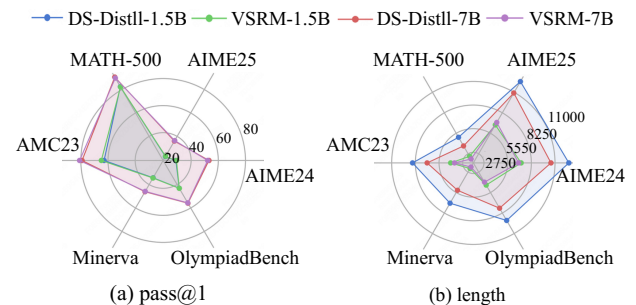 DS-Distll-1.5B VSRM-1.5B DS-Distll-7B VSRM-7B
MATH-500 AIME25
AMC23 20 40 60 80 AIME24
Minerva OlympiadBench
(a) pass@1
MATH-500 AIME25
AMC23 2750 5550 8250 11000 AIME24
Minerva OlympiadBench
(b) length